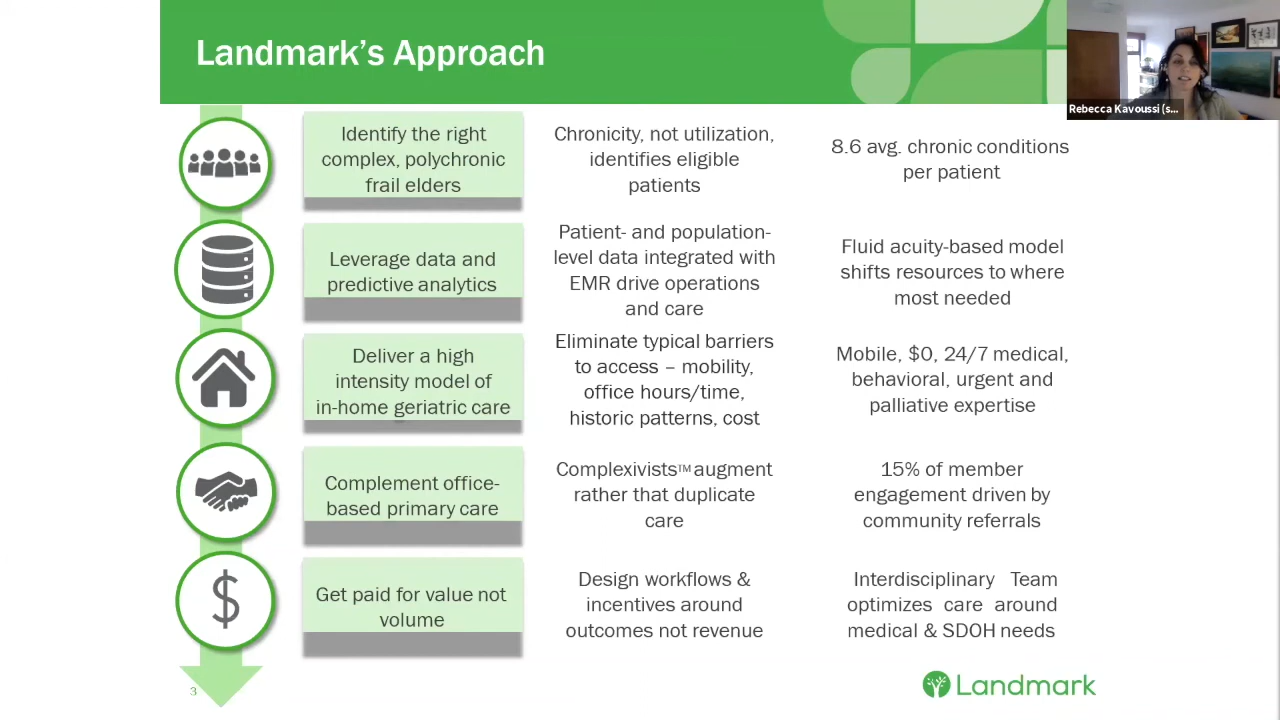 Landmark's Approach
Rebecca Kavoussi (s...
Identify the right
complex, polychronic
frail elders
Chronicity, not utilization,
identifies eligible
patients
8.6 avg. chronic conditions
per patient
Leverage data and
predictive analytics
Patient- and population-
level data integrated with
EMR drive operations
and care
Fluid acuity-based model
shifts resources to where
most needed
Deliver a high
intensity model of
in-home geriatric care
Eliminate typical barriers
to access – mobility,
office hours/time,
historic patterns, cost
Mobile, $0, 24/7 medical,
behavioral, urgent and
palliative expertise
Complement office-
based primary care
Complexivists™ augment
rather that duplicate
care
15% of member
engagement driven by
community referrals
$
Get paid for value not
volume
Design workflows &
incentives around
outcomes not revenue
Interdisciplinary Team
optimizes care around
medical & SDOH needs
3
Landmark